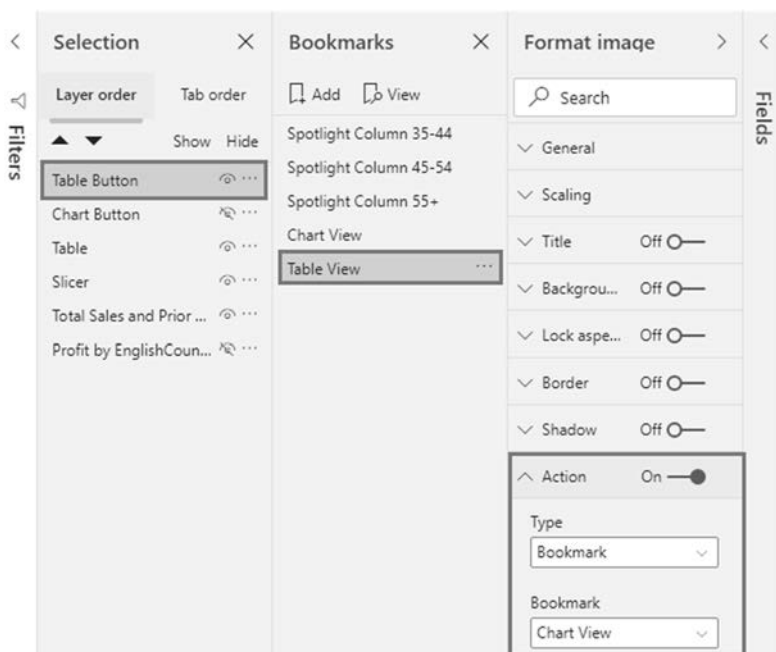 Filters
Selection
Layer order Tab order
Show Hide
Table Button
Chart Button
Table
Slicer
Total Sales and Prior ...
Profit by EnglishCoun...
Bookmarks
Add View
Spotlight Column 35-44
Spotlight Column 45-54
Spotlight Column 55+
Chart View
Table View
Format image
Search
General
Scaling
Title Off
Backgrou... Off
Lock aspe... Off
Border Off
Shadow Off
Action On
Type
Bookmark
Bookmark
Chart View
Fields